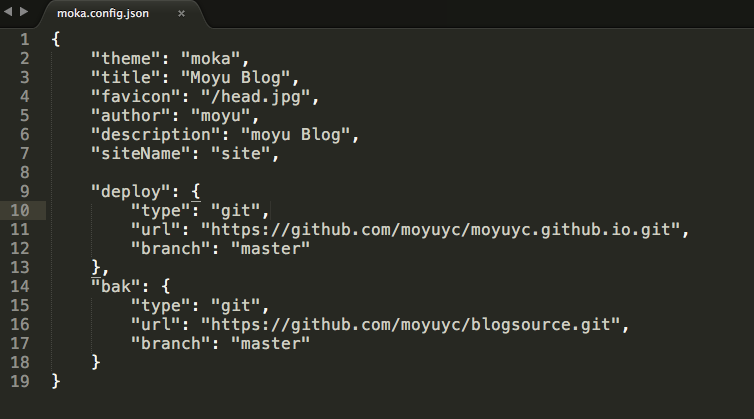 moka.config.json ×
1 {
2 "theme": "moka",
3 "title": "Moyu Blog",
4 "favicon": "/head.jpg",
5 "author": "moyu",
6 "description": "moyu Blog",
7 "siteName": "site",
8
9 "deploy": {
10 "type": "git",
11 "url": "https://github.com/moyuyc/moyuyc.github.io.git",
12 "branch": "master"
13 },
14 "bak": {
15 "type": "git",
16 "url": "https://github.com/moyuyc/blogsource.git",
17 "branch": "master"
18 }
19 }